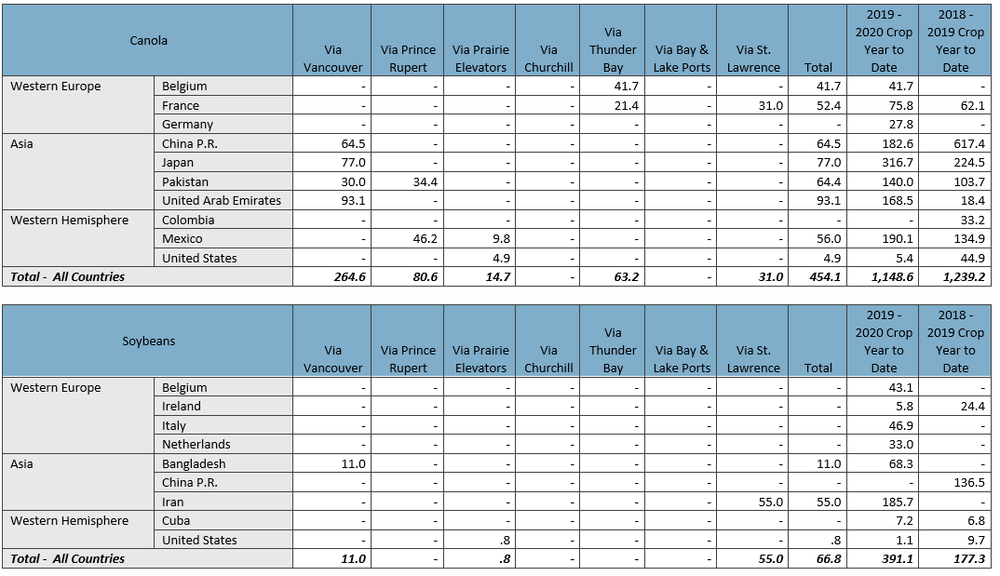 Canola | Via Vancouver | Via Prince Rupert | Via Prairie Elevators | Via Churchill | Via Thunder Bay | Via Bay & Lake Ports | Via St. Lawrence | Total | 2019 - 2020 Crop Year to Date | 2018 - 2019 Crop Year to Date
Western Europe | Belgium | - | - | - | - | 41.7 | - | - | 41.7 | 41.7 | -
France | - | - | - | - | 21.4 | - | 31.0 | 52.4 | 75.8 | 62.1
Germany | - | - | - | - | - | - | - | - | 27.8 | -
Asia | China P.R. | 64.5 | - | - | - | - | - | - | 64.5 | 182.6 | 617.4
Japan | 77.0 | - | - | - | - | - | - | 77.0 | 316.7 | 224.5
Pakistan | 30.0 | 34.4 | - | - | - | - | - | 64.4 | 140.0 | 103.7
United Arab Emirates | 93.1 | - | - | - | - | - | - | 93.1 | 168.5 | 18.4
Western Hemisphere | Colombia | - | - | - | - | - | - | - | - | - | 33.2
Mexico | - | 46.2 | 9.8 | - | - | - | - | 56.0 | 190.1 | 134.9
United States | - | - | 4.9 | - | - | - | - | 4.9 | 5.4 | 44.9
Total - All Countries | 264.6 | 80.6 | 14.7 | - | 63.2 | - | 31.0 | 454.1 | 1,148.6 | 1,239.2
Soybeans | Via Vancouver | Via Prince Rupert | Via Prairie Elevators | Via Churchill | Via Thunder Bay | Via Bay & Lake Ports | Via St. Lawrence | Total | 2019 - 2020 Crop Year to Date | 2018 - 2019 Crop Year to Date
Western Europe | Belgium | - | - | - | - | - | - | - | - | 43.1 | -
Ireland | - | - | - | - | - | - | - | - | 5.8 | 24.4
Italy | - | - | - | - | - | - | - | - | 46.9 | -
Netherlands | - | - | - | - | - | - | - | - | 33.0 | -
Asia | Bangladesh | 11.0 | - | - | - | - | - | - | 11.0 | 68.3 | -
China P.R. | - | - | - | - | - | - | - | - | - | 136.5
Iran | - | - | - | - | - | - | 55.0 | 55.0 | 185.7 | -
Western Hemisphere | Cuba | - | - | - | - | - | - | - | - | 7.2 | 6.8
United States | - | - | .8 | - | - | - | - | .8 | 1.1 | 9.7
Total - All Countries | 11.0 | - | .8 | - | - | - | 55.0 | 66.8 | 391.1 | 177.3